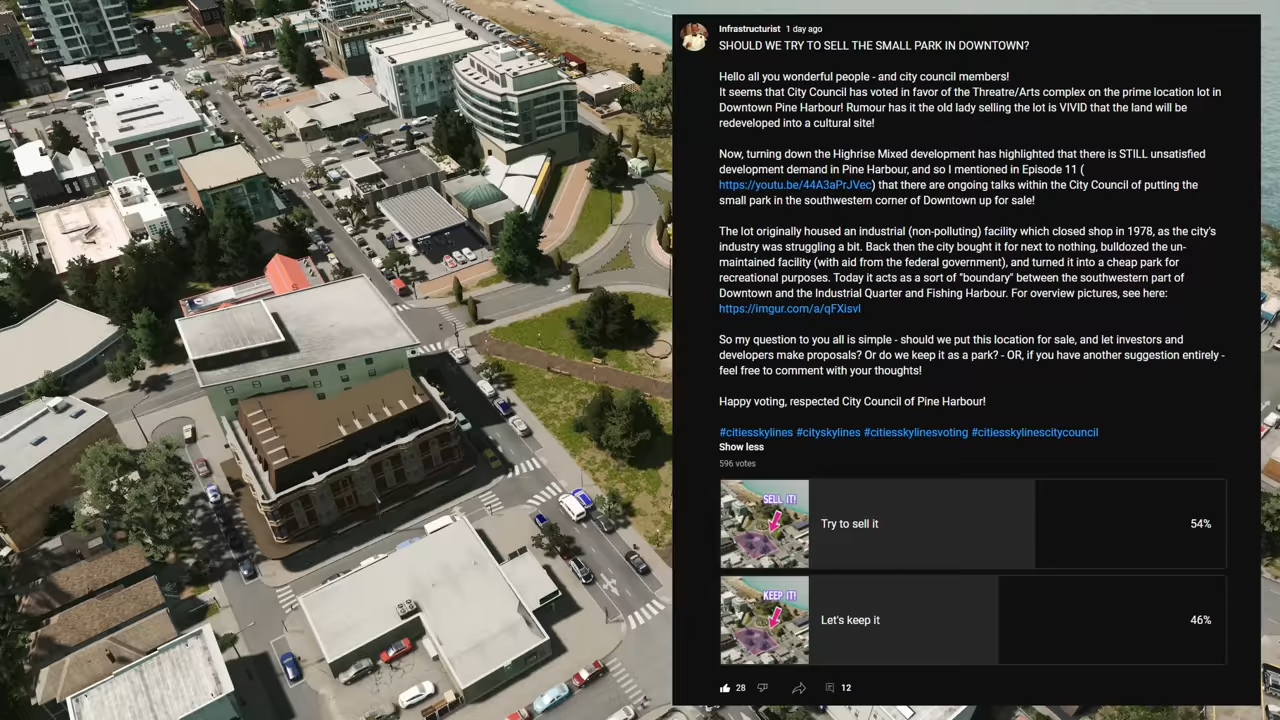 Infrastructurist 1 day ago
SHOULD WE TRY TO SELL THE SMALL PARK IN DOWNTOWN?
Hello all you wonderful people - and city council members!
It seems that City Council has voted in favor of the Threatre/Arts complex on the prime location lot in
Downtown Pine Harbour! Rumour has it the old lady selling the lot is VIVID that the land will be
redeveloped into a cultural site!
Now, turning down the Highrise Mixed development has highlighted that there is STILL unsatisfied
development demand in Pine Harbour, and so I mentioned in Episode 11 (
https://youtu.be/44A3aPrJVec) that there are ongoing talks within the City Council of putting the
small park in the southwestern corner of Downtown up for sale!
The lot originally housed an industrial (non-polluting) facility which closed shop in 1978, as the city's
industry was struggling a bit. Back then the city bought it for next to nothing, bulldozed the un-
maintained facility (with aid from the federal government), and turned it into a cheap park for
recreational purposes. Today it acts as a sort of "boundary" between the southwestern part of
Downtown and the Industrial Quarter and Fishing Harbour. For overview pictures, see here:
https://imgur.com/a/qFXisvl
So my question to you all is simple - should we put this location for sale, and let investors and
developers make proposals? Or do we keep it as a park? - OR, if you have another suggestion entirely -
feel free to comment with your thoughts!
Happy voting, respected City Council of Pine Harbour!
#citiesskylines #cityskylines #citiesskylinesvoting #citiesskylinescitycouncil
Show less
596 votes
SELL IT!
Try to sell it 54%
KEEP IT!
Let's keep it 46%
28 12